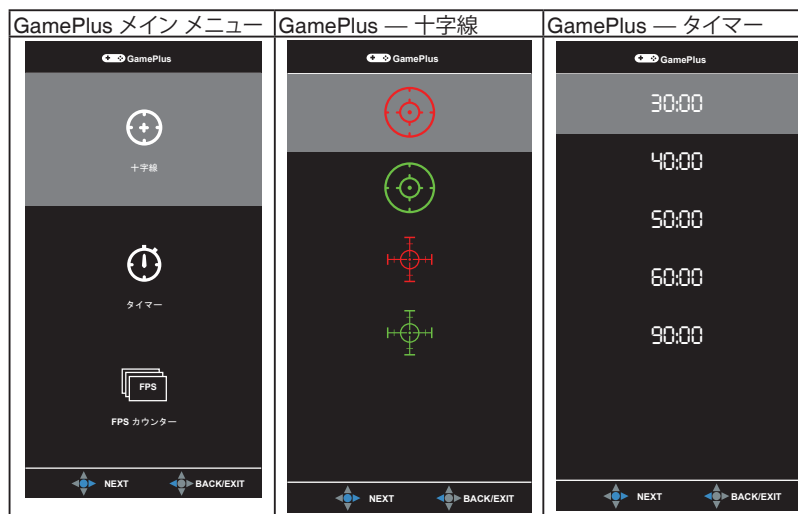 GamePlus メイン メニュー
GamePlus
十字線
タイマー
FPS
FPS カウンター
NEXT
BACK/EXIT
GamePlus — 十字線
GamePlus
NEXT
BACK/EXIT
GamePlus — タイマー
GamePlus
30:00
40:00
50:00
60:00
90:00
NEXT
BACK/EXIT